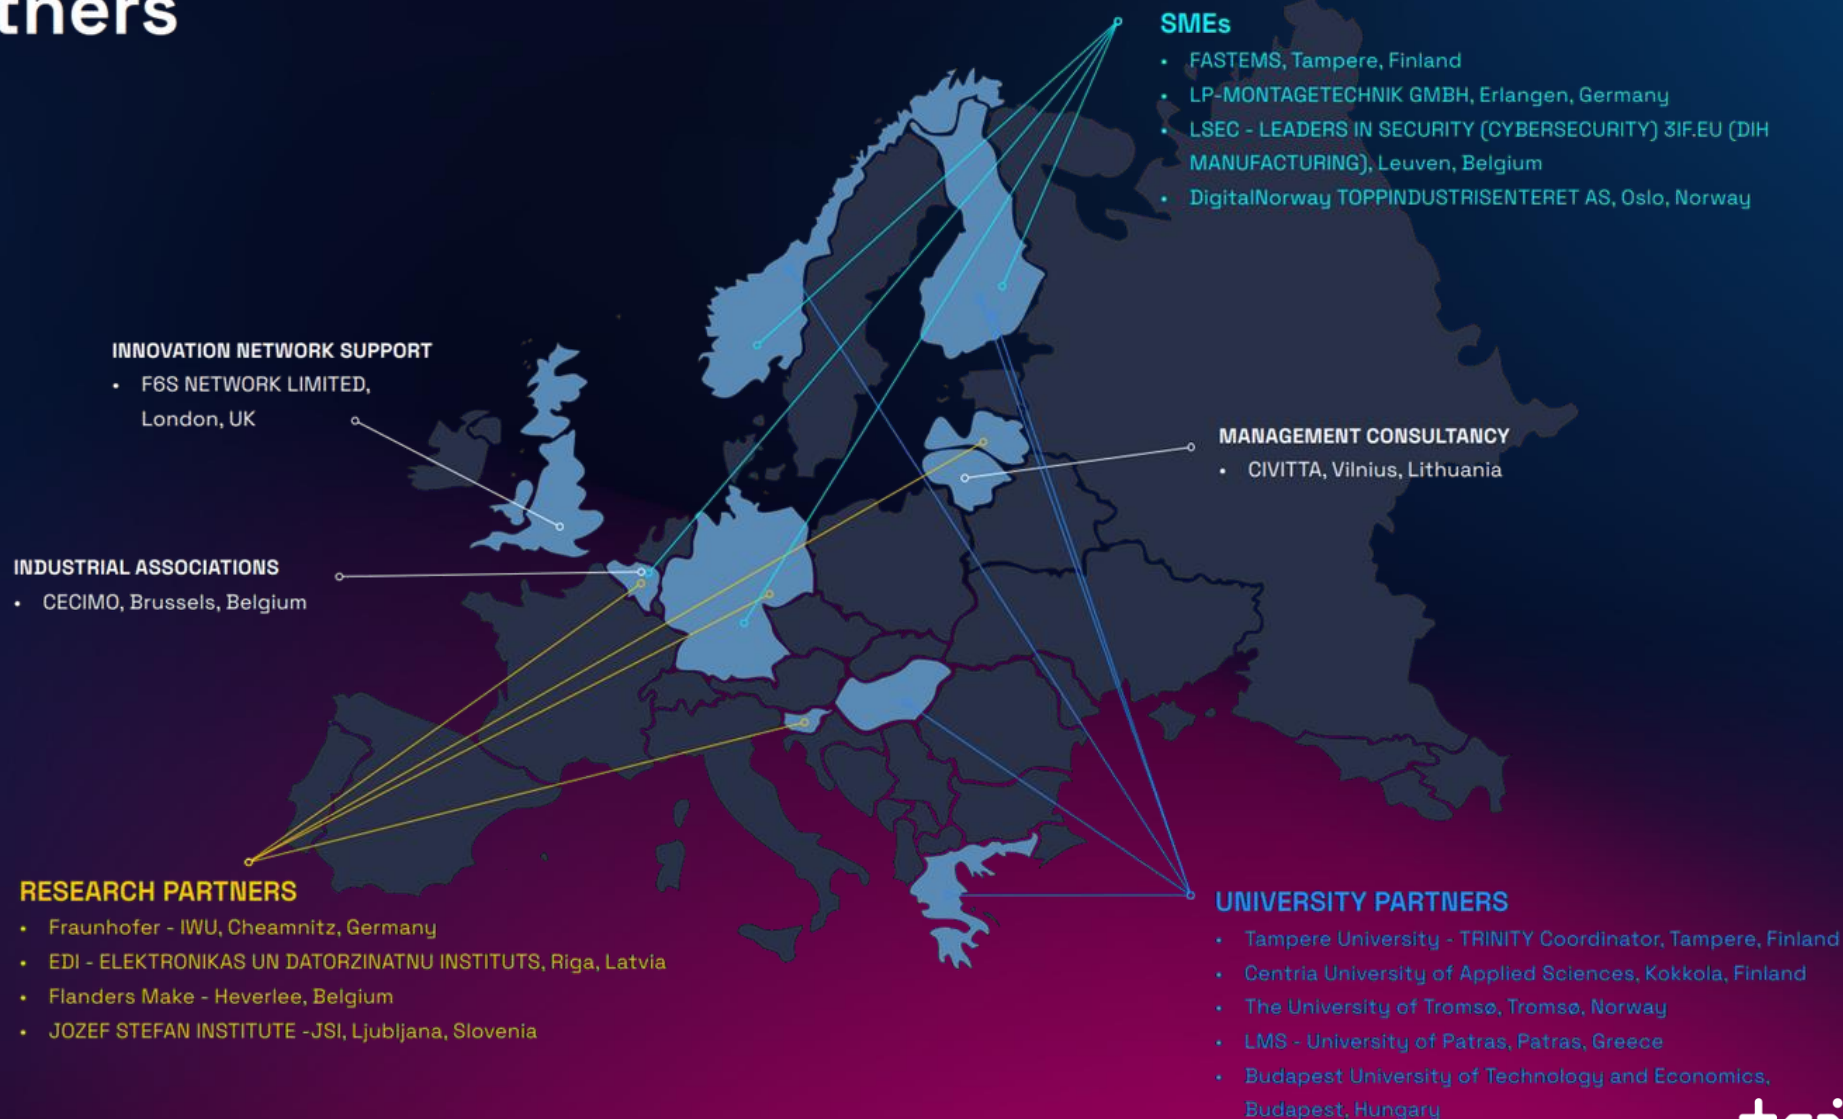 tners
SMEs
• FASTEMS, Tampere, Finland
• LP-MONTAGETECHNIK GMBH, Erlangen, Germany
• LSEC - LEADERS IN SECURITY (CYBERSECURITY) 3IF.EU (DIH
MANUFACTURING), Leuven, Belgium
• DigitalNorway TOPPINDUSTRISENTERET AS, Oslo, Norway
INNOVATION NETWORK SUPPORT
• F6S NETWORK LIMITED,
London, UK
MANAGEMENT CONSULTANCY
• CIVITTA, Vilnius, Lithuania
INDUSTRIAL ASSOCIATIONS
• CECIMO, Brussels, Belgium
RESEARCH PARTNERS
• Fraunhofer - IWU, Cheamnitz, Germany
• EDI - ELEKTRONIKAS UN DATORZINATNU INSTITUTS, Riga, Latvia
• Flanders Make - Heverlee, Belgium
• JOZEF STEFAN INSTITUTE -JSI, Ljubljana, Slovenia
UNIVERSITY PARTNERS
• Tampere University - TRINITY Coordinator, Tampere, Finland
• Centria University of Applied Sciences, Kokkola, Finland
• The University of Tromsø, Tromsø, Norway
• LMS - University of Patras, Patras, Greece
• Budapest University of Technology and Economics,
Budapest, Hungary